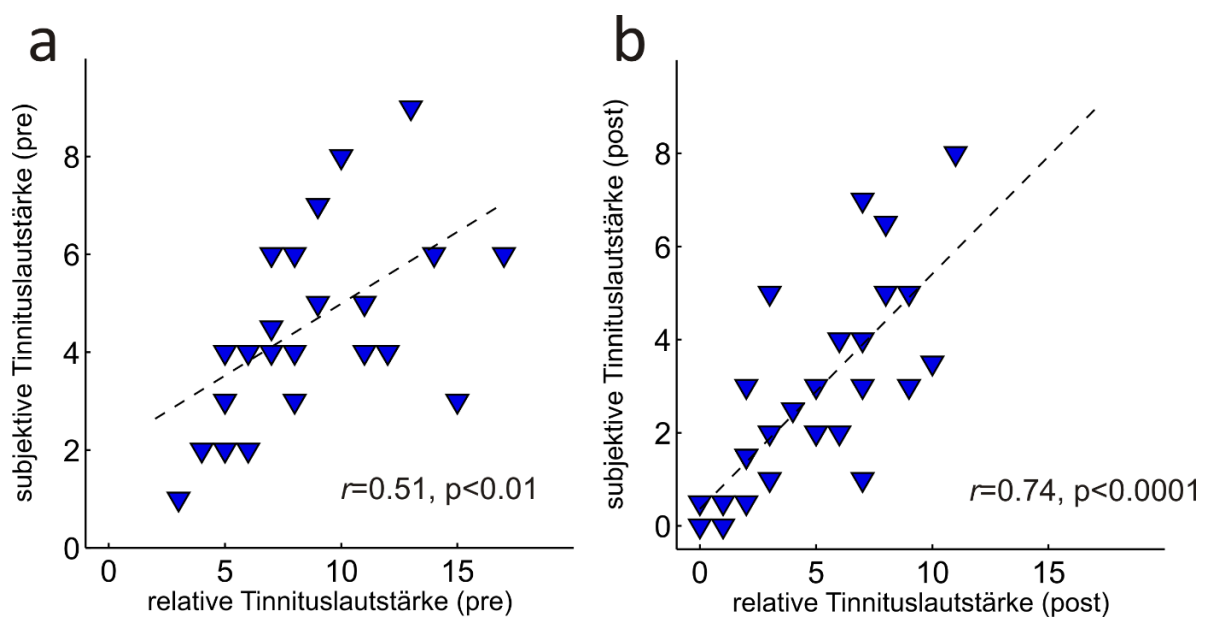 a
subjektive Tinnituslautstärke (pre)
8
6
4
2
0
r=0.51, p<0.01
0 5 10 15
relative Tinnituslautstärke (pre)
b
subjektive Tinnituslautstärke (post)
8
6
4
2
0
r=0.74, p<0.0001
0 5 10 15
relative Tinnituslautstärke (post)